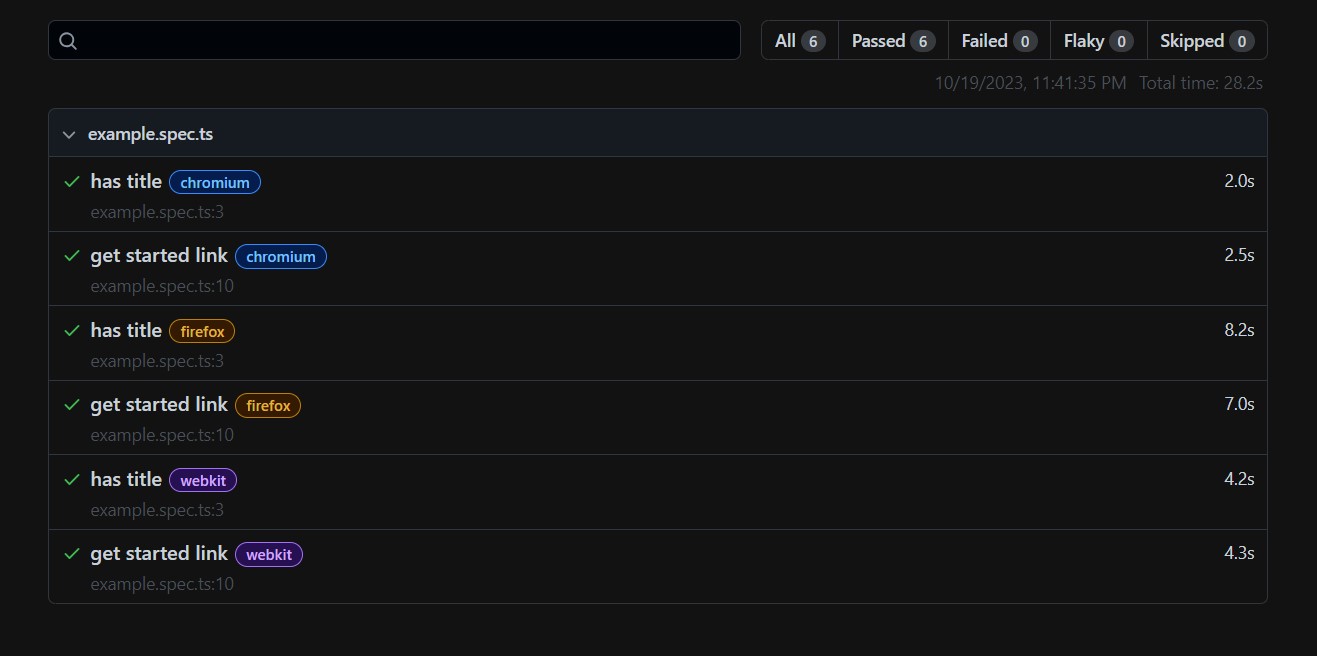 All 6 Passed 6 Failed 0 Flaky 0 Skipped 0
10/19/2023, 11:41:35 PM Total time: 28.2s
example.spec.ts
has title chromium 2.0s
example.spec.ts:3
get started link chromium 2.5s
example.spec.ts:10
has title firefox 8.2s
example.spec.ts:3
get started link firefox 7.0s
example.spec.ts:10
has title webkit 4.2s
example.spec.ts:3
get started link webkit 4.3s
example.spec.ts:10